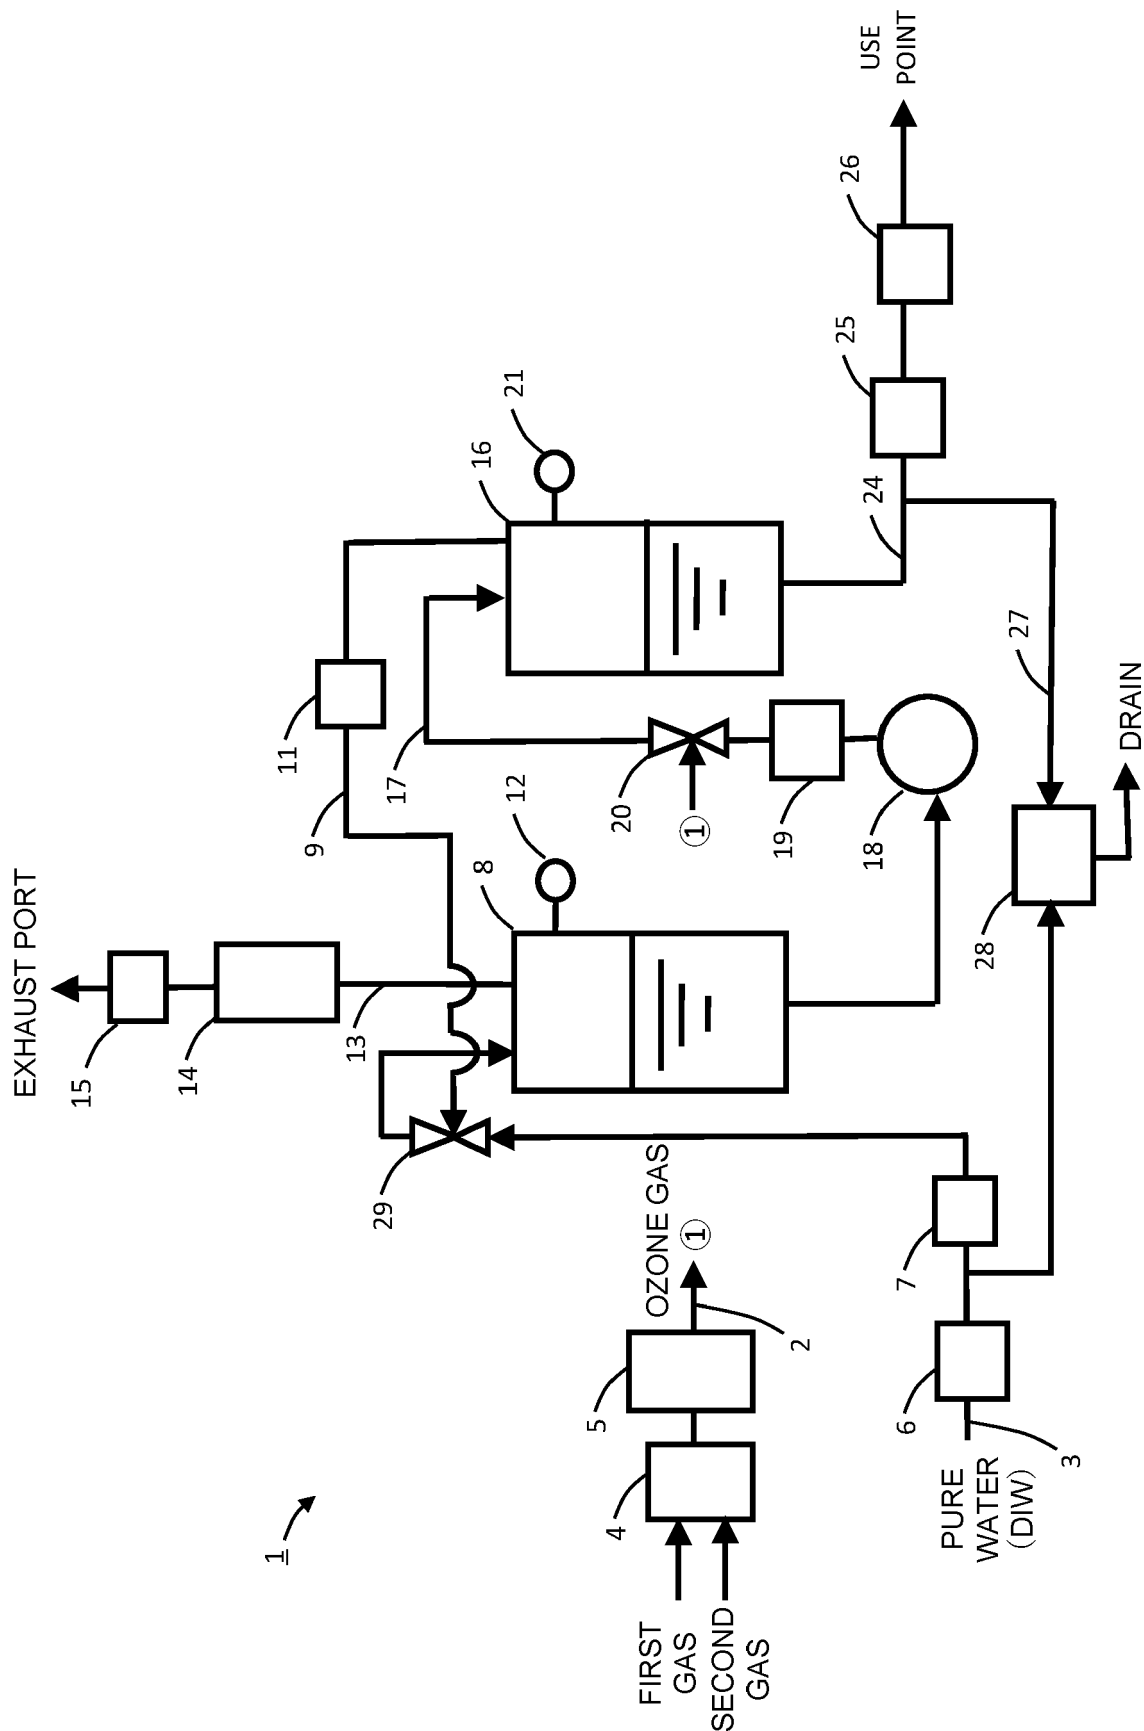 EXHAUST PORT
15
14
1
11
9
13
29
17
8
16
12
21
5
4
20
OZONE GAS
①
①
FIRST
GAS
SECOND
GAS
19
2
25
26
USE
POINT
24
18
6
7
PURE
WATER
(DIW)
28
27
3
DRAIN